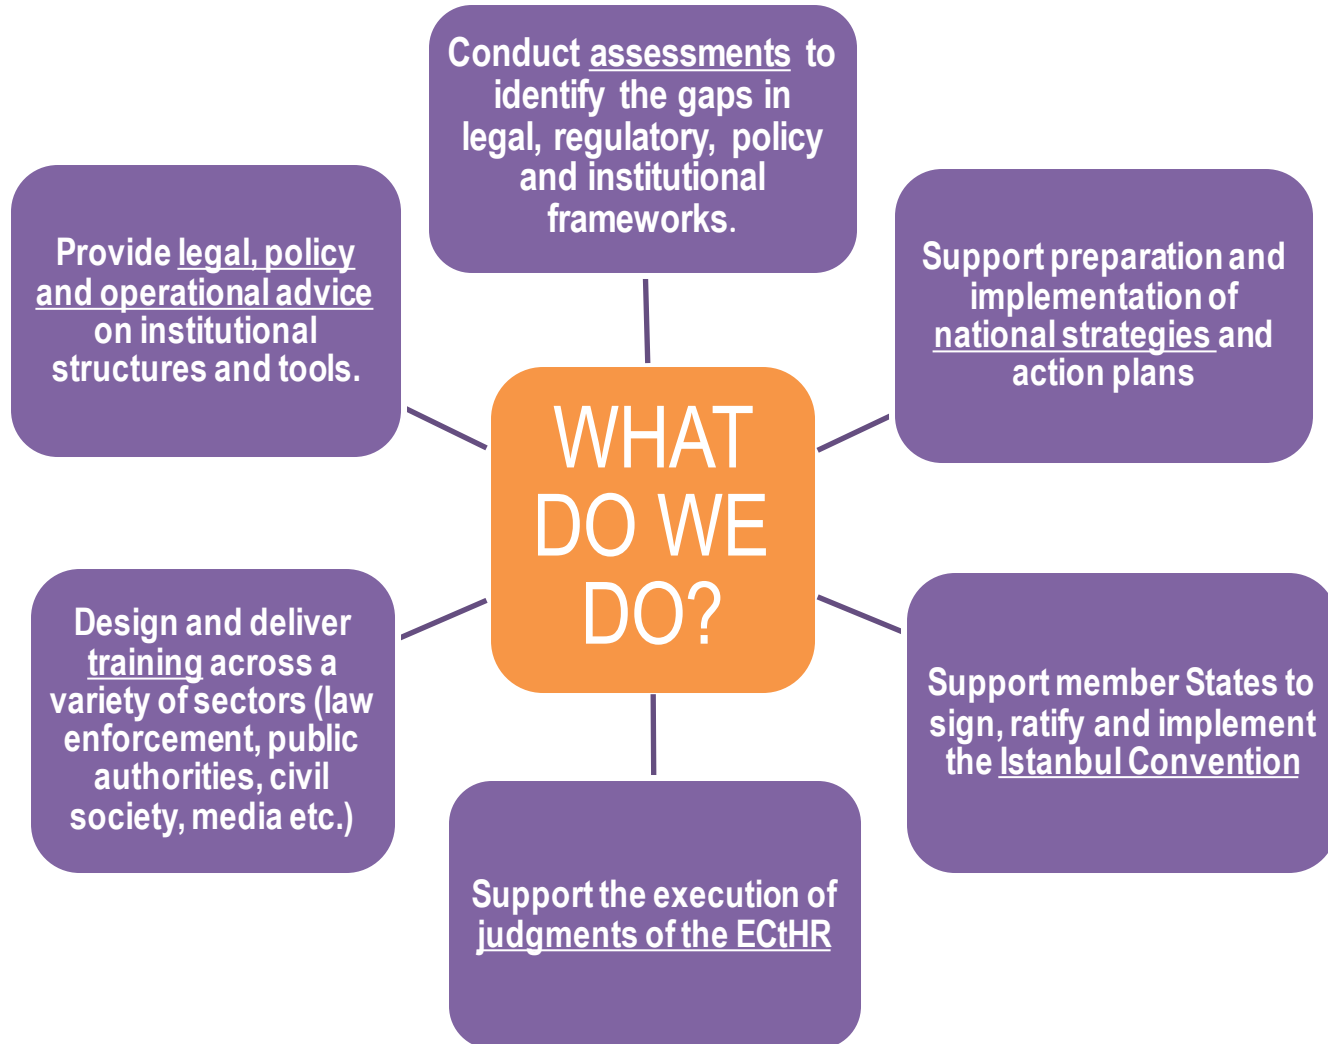 Conduct assessments to
identify the gaps in
legal, regulatory, policy
and institutional
frameworks.
Provide legal, policy
and operational advice
on institutional
structures and tools.
Support preparation and
implementation of
national strategies and
action plans
WHAT
DO WE
DO?
Design and deliver
training across a
variety of sectors (law
enforcement, public
authorities, civil
society, media etc.)
Support member States to
sign, ratify and implement
the Istanbul Convention
Support the execution of
judgments of the ECtHR